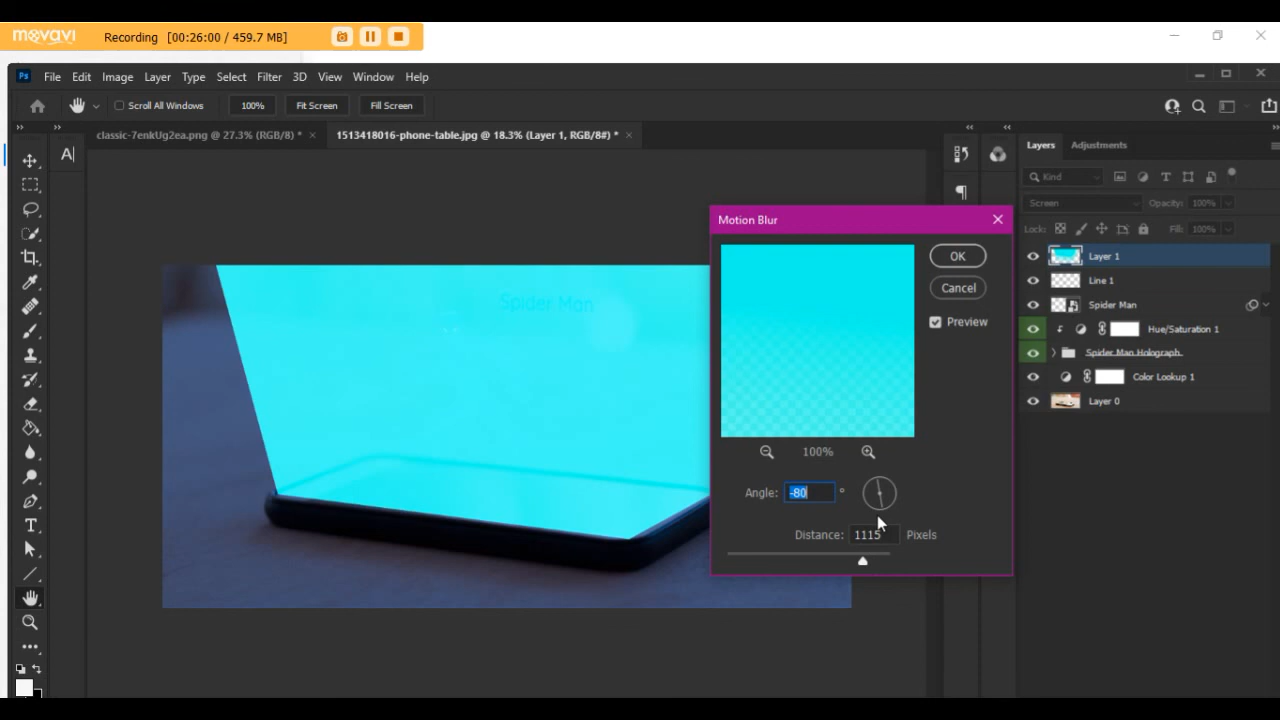 movavi Recording [00:26:00 / 459.7 MB]
Ps File Edit Image Layer Type Select Filter 3D View Window Help
Scroll All Windows 100% Fit Screen Fill Screen
classic-7enkUg2ea.png @ 27.3% (RGB/8) * × 1513418016-phone-table.jpg @ 18.3% (Layer 1, RGB/8#) * ×
Layers Adjustments
Kind
Screen Opacity: 100%
Lock: Fill: 100%
Layer 1
Line 1
Spider Man
Hue/Saturation 1
Spider Man Holograph
Color Lookup 1
Layer 0
Spider Man
Motion Blur
OK
Cancel
Preview
100%
Angle: -80 °
Distance: 1115 Pixels